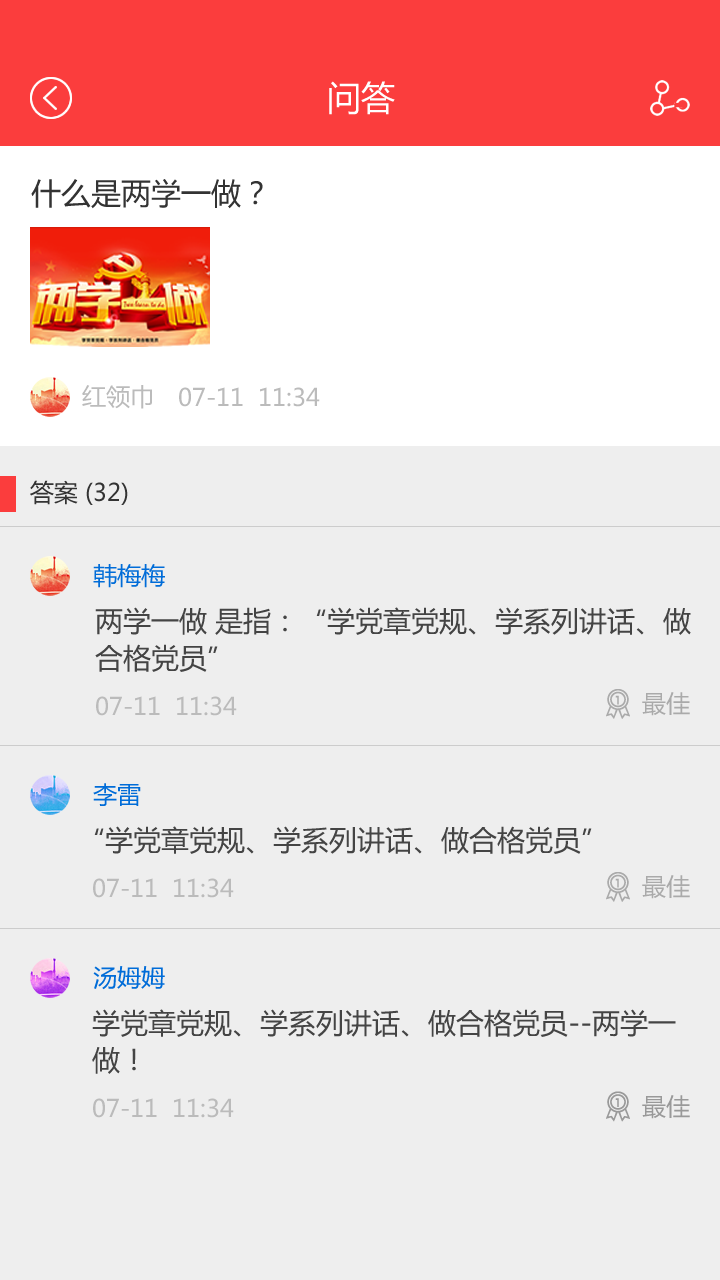 问答
什么是两学一做？
两学一做
红领巾 07-11 11:34
答案 (32)
韩梅梅
两学一做 是指：“学党章党规、学系列讲话、做
合格党员”
07-11 11:34
最佳
李雷
“学党章党规、学系列讲话、做合格党员”
07-11 11:34
最佳
汤姆姆
学党章党规、学系列讲话、做合格党员--两学一
做！
07-11 11:34
最佳